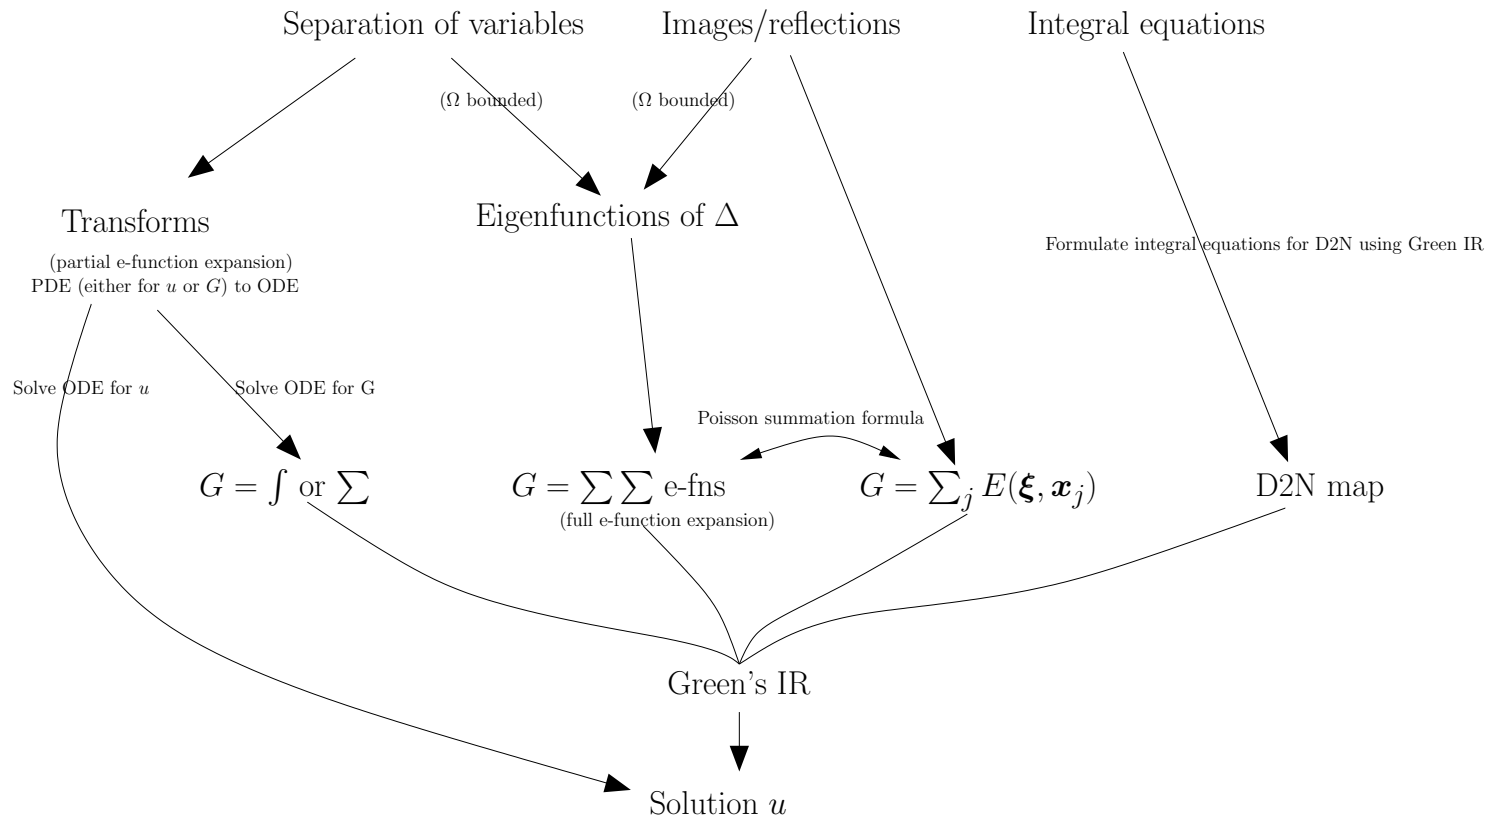 Separation of variables
Images/reflections
Integral equations
(Ω bounded)
(Ω bounded)
Transforms
(partial e-function expansion)
PDE (either for u or G) to ODE
Eigenfunctions of Δ
Formulate integral equations for D2N using Green IR
Solve ODE for u
Solve ODE for G
Poisson summation formula
G = ∫ or ∑
G = ∑ ∑ e-fns
(full e-function expansion)
G = ∑_j E(ξ, x_j)
D2N map
Green's IR
Solution u